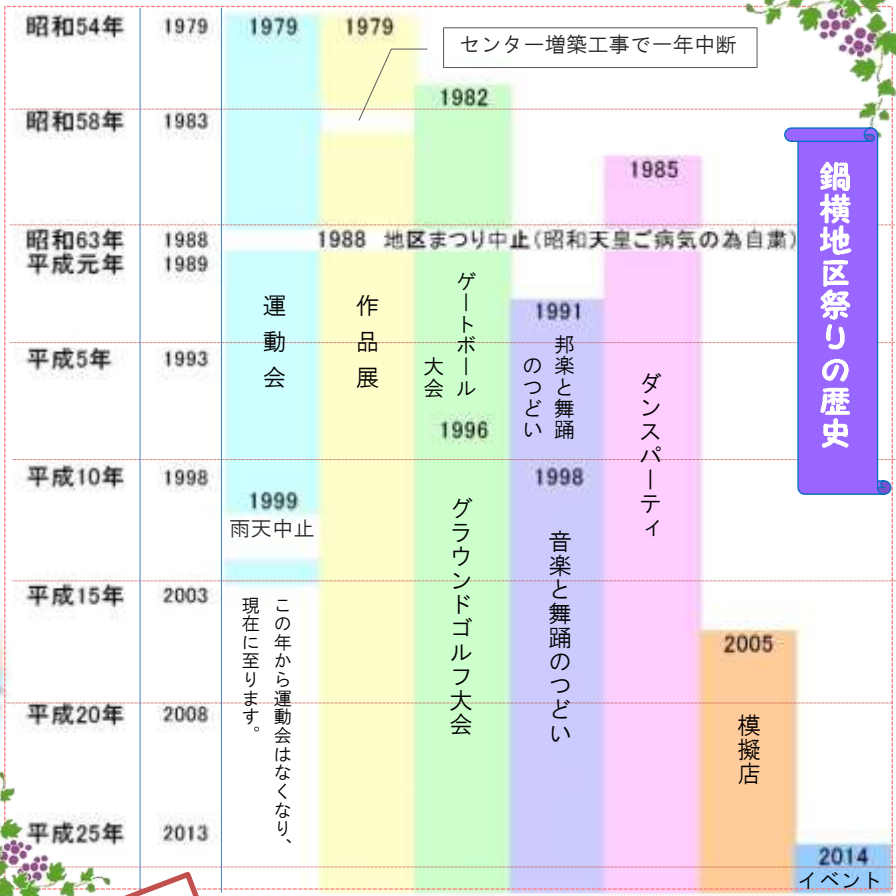 鍋横地区祭りの歴史
昭和54年 1979 1979 1979
センター増築工事で一年中断
1982
昭和58年 1983
1985
昭和63年 1988 1988 地区まつり中止(昭和天皇ご病気の為自粛)
平成元年 1989
1991
運動会
作品展
ゲートボール
大会
邦楽と舞踊
のつどい
ダンスパーティ
平成5年 1993
1996
平成10年 1998 1998
1999
雨天中止
グラウンドゴルフ大会
音楽と舞踊のつどい
平成15年 2003
この年から運動会はなくなり、
現在に至ります。
2005
模擬店
平成20年 2008
平成25年 2013
2014
イベント